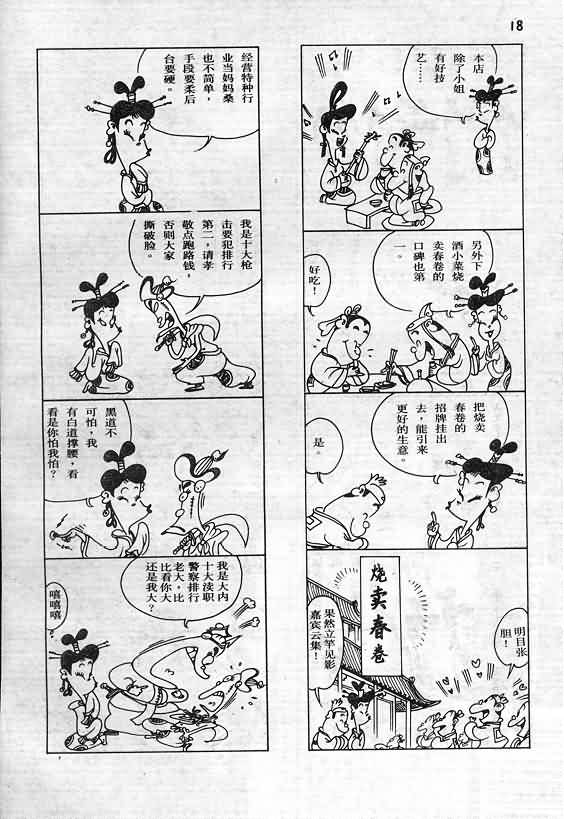 18
本店
除了小姐
有好技
艺……
另外下
酒小菜烧
卖春卷的
口碑也第
一。
好吃！
把烧卖
春卷的
招牌挂出
去，能引来
更好的生意。
是。
烧卖春卷
明目张
胆！
果然立竿见影
嘉宾云集！
经营特种行
业当妈妈桑
也不简单，
手段要柔后
台要硬。
我是十大枪
击要犯排行
第二，请孝
敬点跑路钱，
否则大家
撕破脸。
黑道不
可怕，我
有白道撑腰，看
看是你怕我怕？
我是大内
十大渎职
警察排行
老大，比
比看你大
还是我大？
嘻嘻嘻